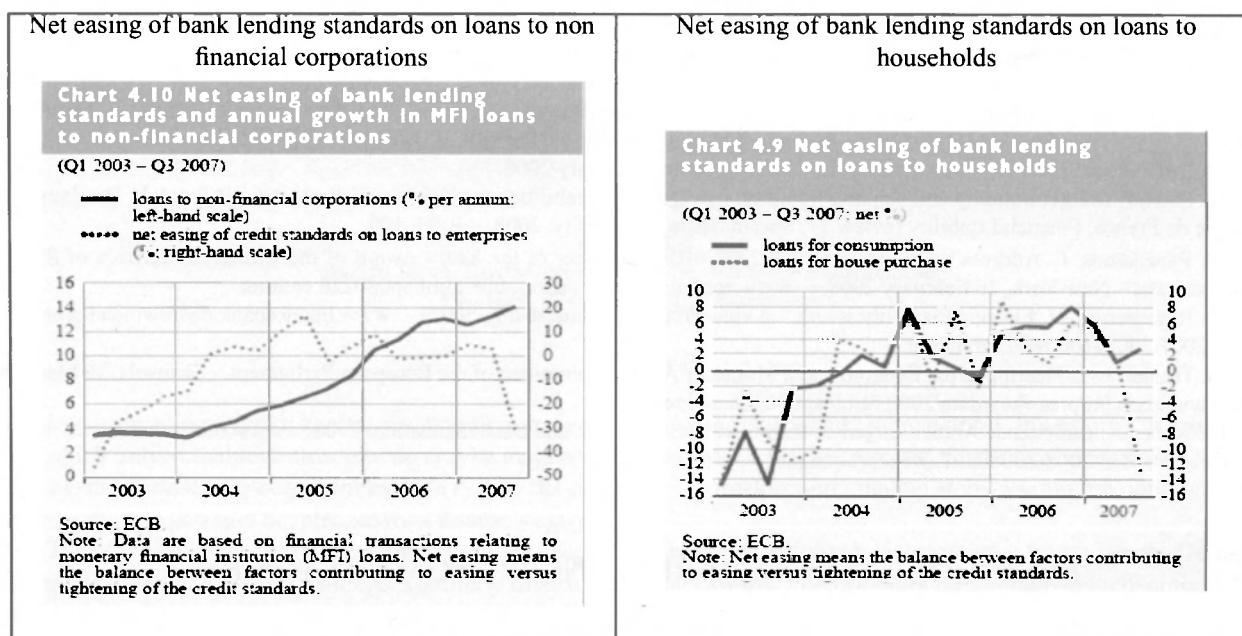 Net easing of bank lending standards on loans to non
financial corporations
Chart 4.10 Net easing of bank lending
standards and annual growth in MFI loans
to non-financial corporations
(Q1 2003 – Q3 2007)
loans to non-financial corporations (% per annum:
left-hand scale)
net easing of credit standards on loans to enterprises
(%: right-hand scale)
16
14
12
10
8
6
4
2
0
30
20
10
0
-10
-20
-30
-40
-50
2003 2004 2005 2006 2007
Source: ECB.
Note: Data are based on financial transactions relating to
monetary financial institution (MFI) loans. Net easing means
the balance between factors contributing to easing versus
tightening of the credit standards.
Net easing of bank lending standards on loans to
households
Chart 4.9 Net easing of bank lending
standards on loans to households
(Q1 2003 – Q3 2007: net %)
loans for consumption
loans for house purchase
10
8
6
4
2
0
-2
-4
-6
-8
-10
-12
-14
-16
10
8
6
4
2
0
-2
-4
-6
-8
-10
-12
-14
-16
2003 2004 2005 2006 2007
Source: ECB.
Note: Net easing means the balance between factors contributing
to easing versus tightening of the credit standards.